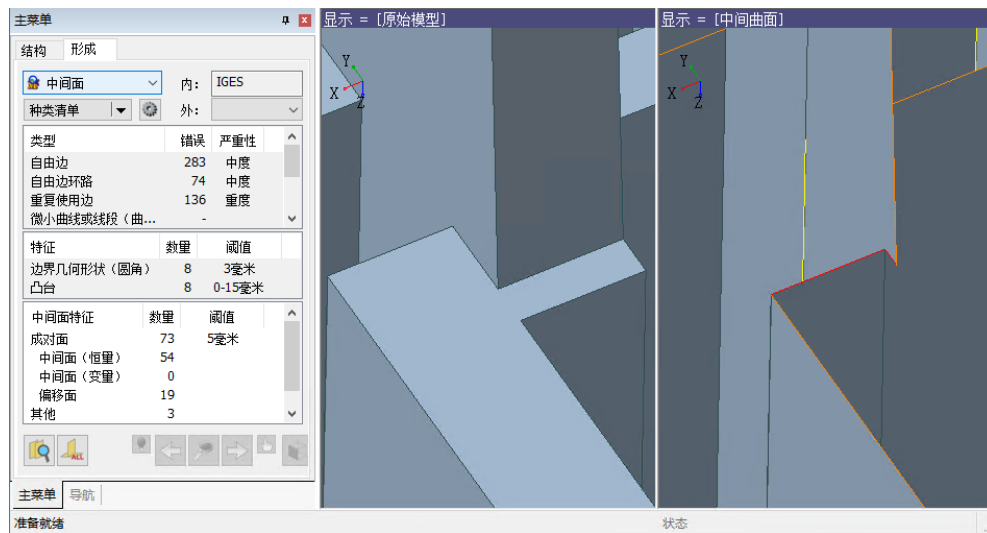 主菜单
结构 形成
中间面 内： IGES
种类清单 外：
类型 错误 严重性
自由边 283 中度
自由边环路 74 中度
重复使用边 136 重度
微小曲线或线段（曲... -
特征 数量 阈值
边界几何形状（圆角） 8 3毫米
凸台 8 0-15毫米
中间面特征 数量 阈值
成对面 73 5毫米
中间面（恒量） 54
中间面（变量） 0
偏移面 19
其他 3
ALL
主菜单 导航
准备就绪 状态
显示 = [原始模型]
Y
X
Z
显示 = [中间曲面]
Y
X
Z